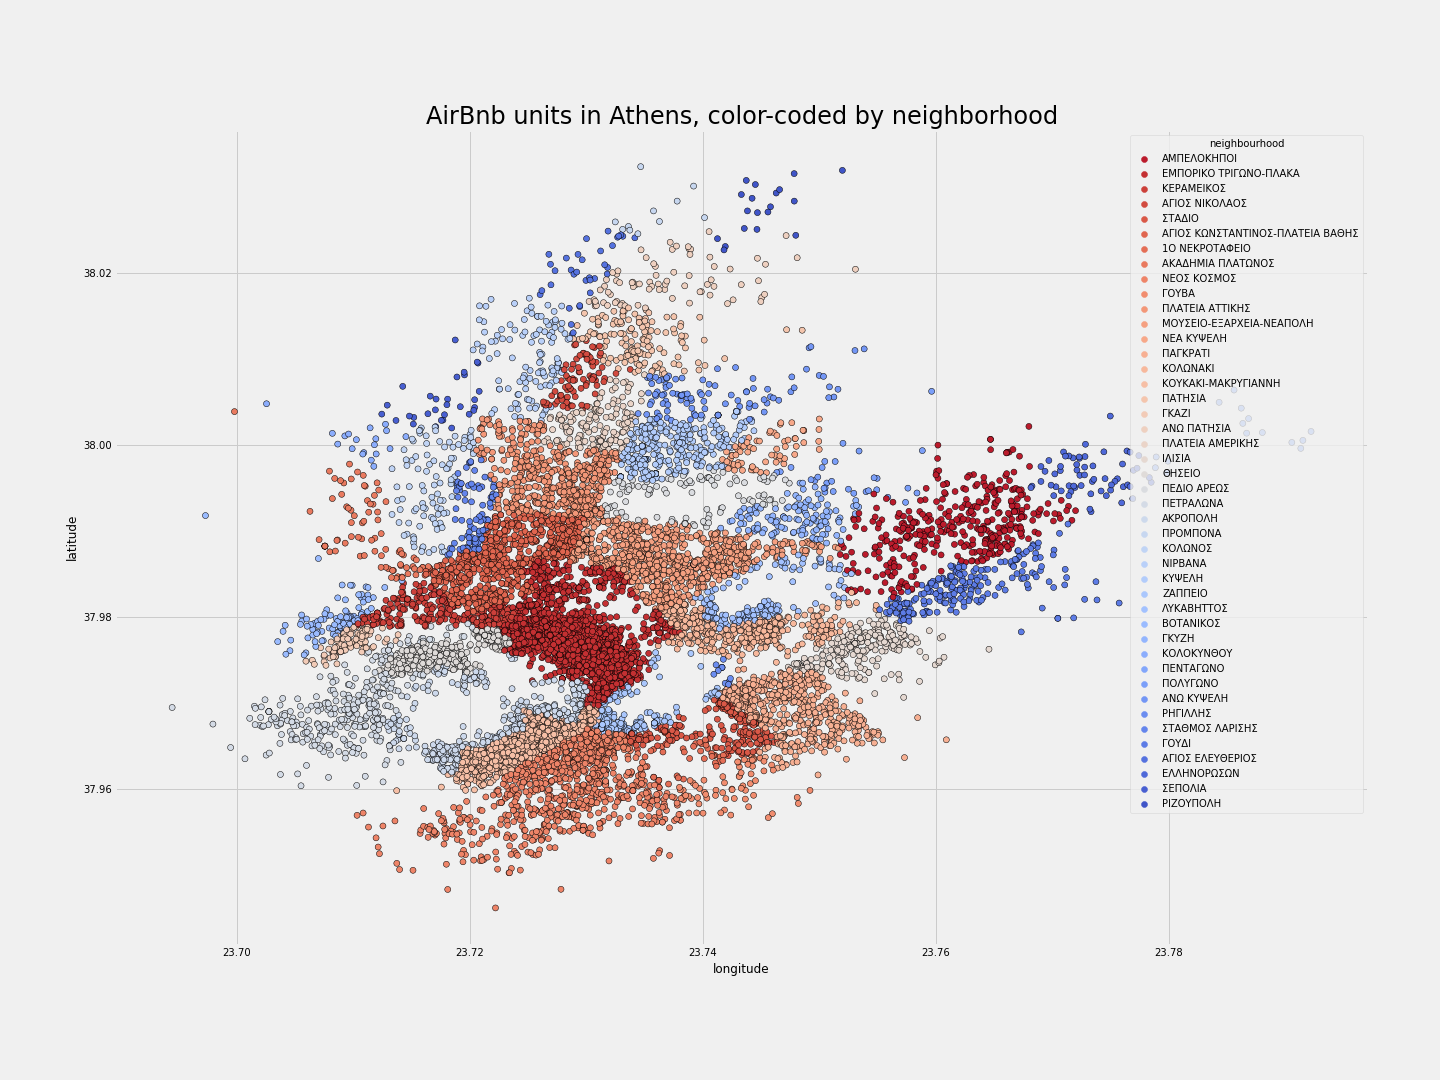 AirBnb units in Athens, color-coded by neighborhood
neighbourhood
ΑΜΠΕΛΟΚΗΠΟΙ
ΕΜΠΟΡΙΚΟ ΤΡΙΓΩΝΟ-ΠΛΑΚΑ
ΚΕΡΑΜΕΙΚΟΣ
ΑΓΙΟΣ ΝΙΚΟΛΑΟΣ
ΣΤΑΔΙΟ
ΑΓΙΟΣ ΚΩΝΣΤΑΝΤΙΝΟΣ-ΠΛΑΤΕΙΑ ΒΑΘΗΣ
1Ο ΝΕΚΡΟΤΑΦΕΙΟ
ΑΚΑΔΗΜΙΑ ΠΛΑΤΩΝΟΣ
ΝΕΟΣ ΚΟΣΜΟΣ
ΓΟΥΒΑ
ΠΛΑΤΕΙΑ ΑΤΤΙΚΗΣ
ΜΟΥΣΕΙΟ-ΕΞΑΡΧΕΙΑ-ΝΕΑΠΟΛΗ
ΝΕΑ ΚΥΨΕΛΗ
ΠΑΓΚΡΑΤΙ
ΚΟΛΩΝΑΚΙ
ΚΟΥΚΑΚΙ-ΜΑΚΡΥΓΙΑΝΝΗ
ΠΑΤΗΣΙΑ
ΓΚΑΖΙ
ΑΝΩ ΠΑΤΗΣΙΑ
ΠΛΑΤΕΙΑ ΑΜΕΡΙΚΗΣ
ΙΛΙΣΙΑ
ΘΗΣΕΙΟ
ΠΕΔΙΟ ΑΡΕΩΣ
ΠΕΤΡΑΛΩΝΑ
ΑΚΡΟΠΟΛΗ
ΠΡΟΜΠΟΝΑ
ΚΟΛΩΝΟΣ
ΝΙΡΒΑΝΑ
ΚΥΨΕΛΗ
ΖΑΠΠΕΙΟ
ΛΥΚΑΒΗΤΤΟΣ
ΒΟΤΑΝΙΚΟΣ
ΓΚΥΖΗ
ΚΟΛΟΚΥΝΘΟΥ
ΠΕΝΤΑΓΩΝΟ
ΠΟΛΥΓΩΝΟ
ΑΝΩ ΚΥΨΕΛΗ
ΡΗΓΙΛΛΗΣ
ΣΤΑΘΜΟΣ ΛΑΡΙΣΗΣ
ΓΟΥΔΙ
ΑΓΙΟΣ ΕΛΕΥΘΕΡΙΟΣ
ΕΛΛΗΝΟΡΩΣΩΝ
ΣΕΠΟΛΙΑ
ΡΙΖΟΥΠΟΛΗ
38.02
38.00
37.98
37.96
latitude
23.70 23.72 23.74 23.76 23.78
longitude